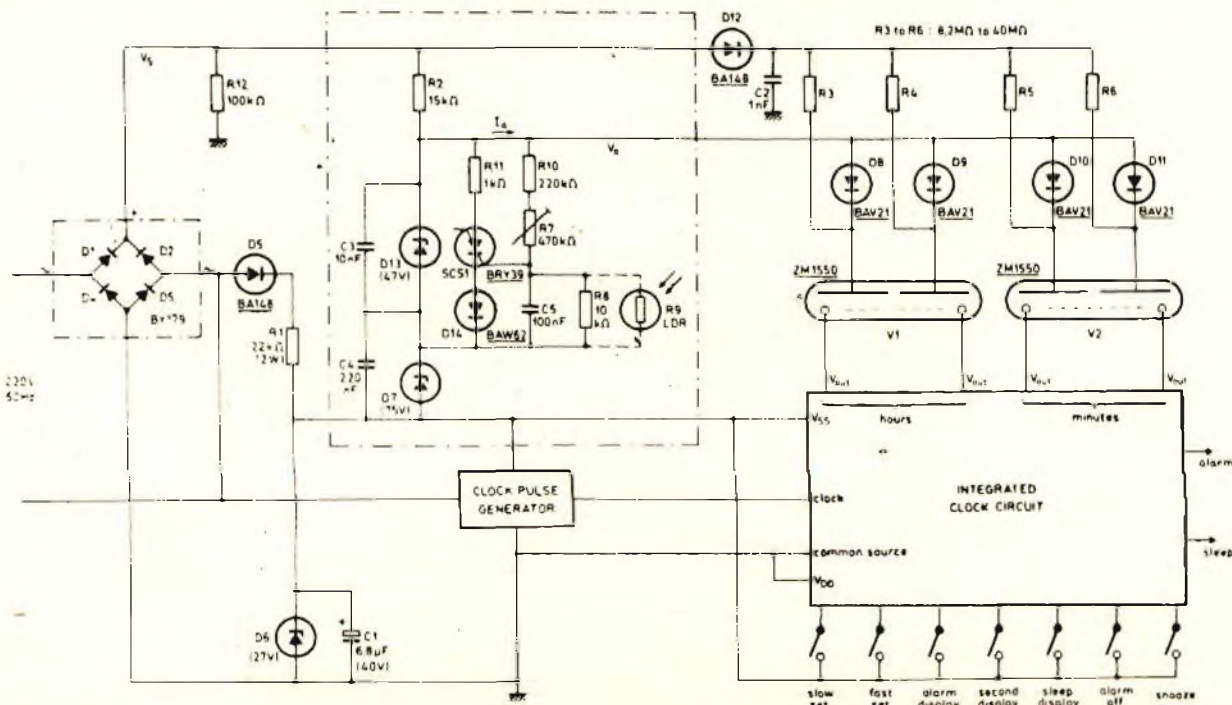 D12
R3 to R6 : 8,2MΩ to 40MΩ
VS
R12
100kΩ
R2
15kΩ
BA148
C2
1nF
R3
R4
R5
R6
Ia
Va
R11
1kΩ
R10
220kΩ
D8
D9
D10
D11
BAV21
BAV21
BAV21
BAV21
R7
470kΩ
C3
10nF
D13
(47V)
SCS1
BRY39
D1
D2
D5
BY179
D5
BA148
C5
100nF
R8
10
kΩ
R9
LDR
D14
BAW62
ZM1550
ZM1550
V1
V2
R1
22kΩ
C4
220
D7
(75V)
220V
50Hz
Vout
Vout
Vout
Vout
VSS
hours
minutes
alarm
CLOCK PULSE
GENERATOR
clock
INTEGRATED
CLOCK CIRCUIT
common source
VDD
sleep
D6
(27V)
+
C1
6,8µF
(40V)
slow
set
fast
set
alarm
display
second
display
sleep
display
alarm
off
snooze